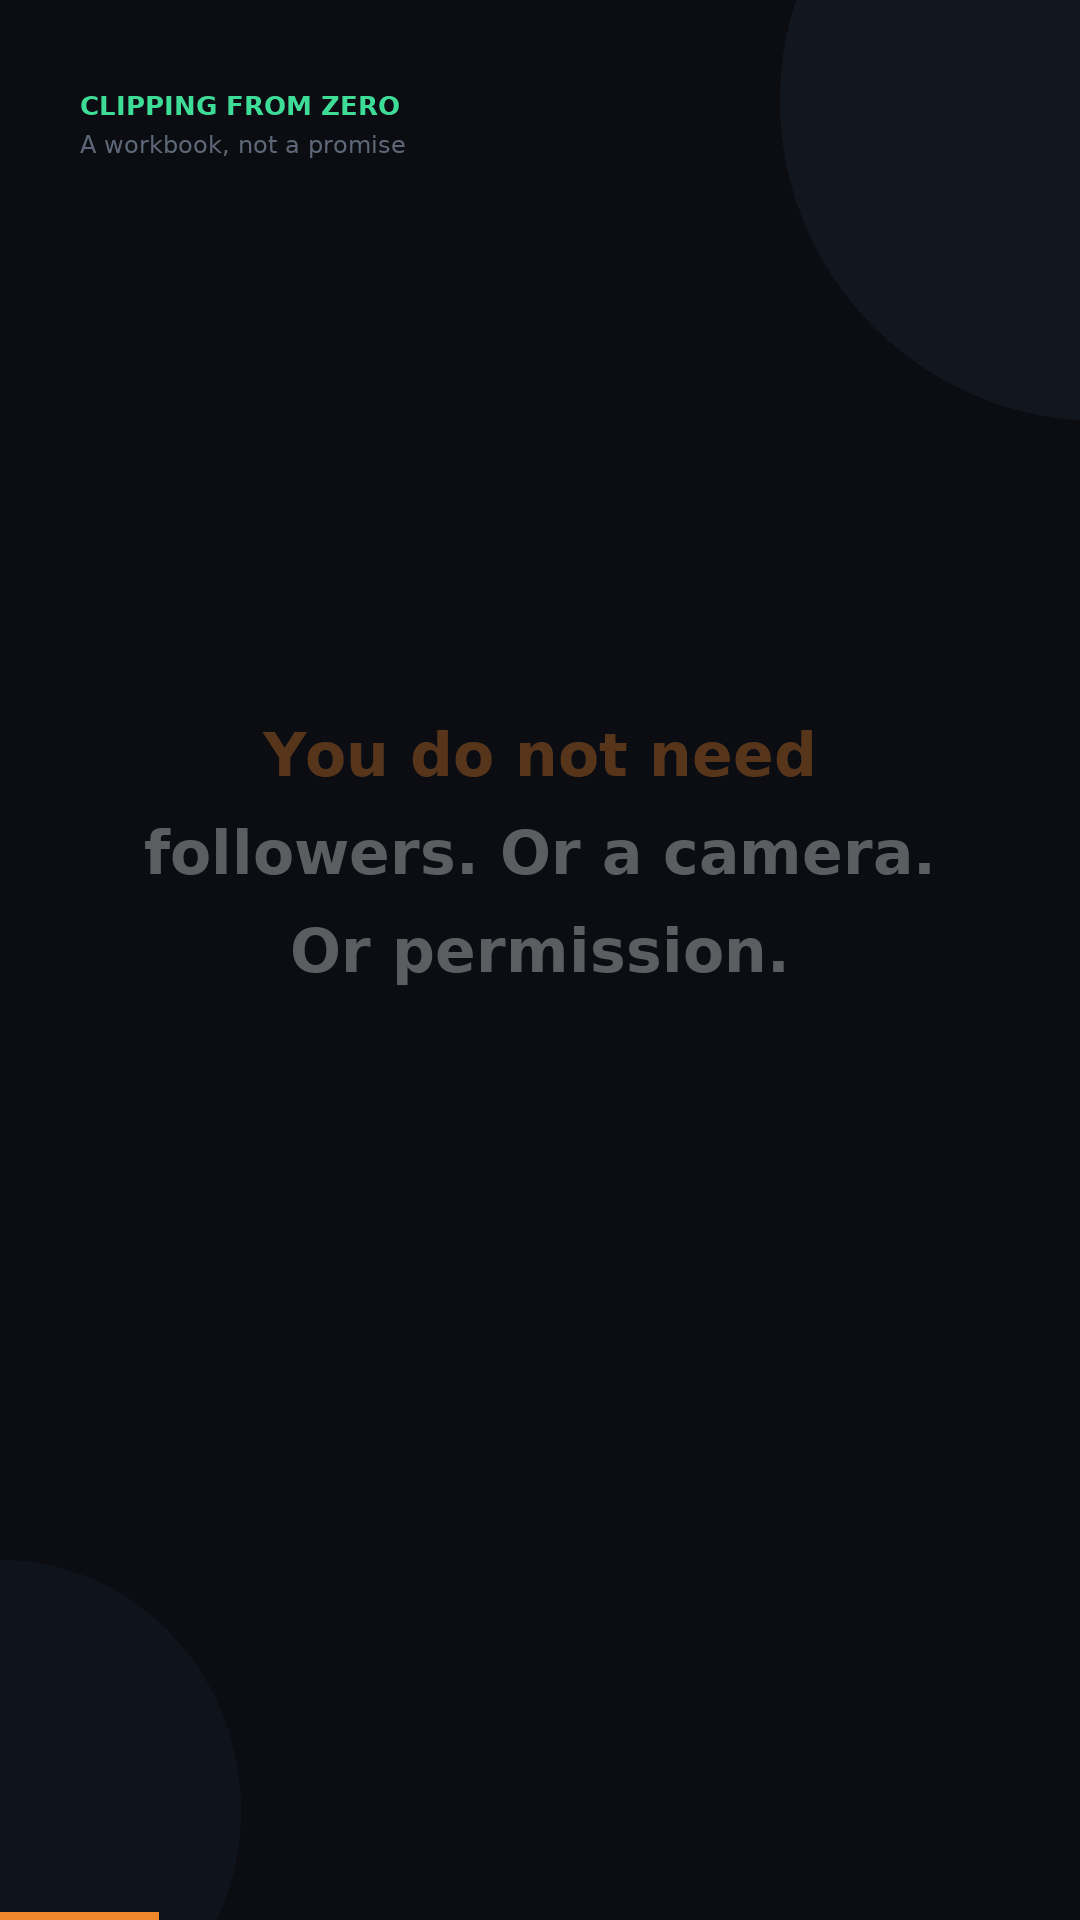 CLIPPING FROM ZERO
A workbook, not a promise
You do not need
followers. Or a camera.
Or permission.